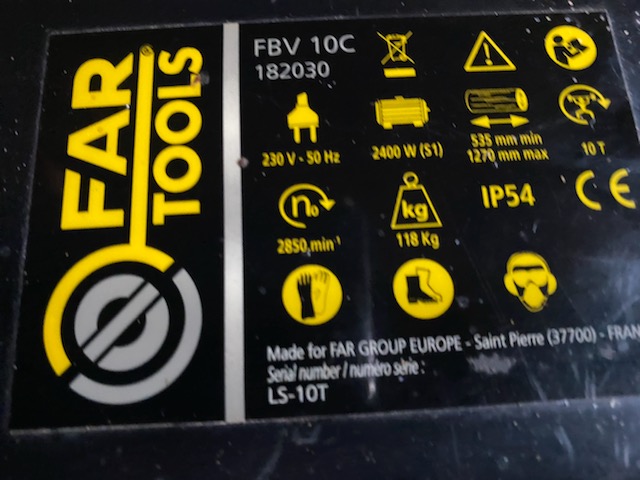 FAR
TOOLS
FBV 10C
182030
230 V - 50 Hz
2400 W (S1)
535 mm min
1270 mm max
10 T
n₀
2850 min⁻¹
kg
118 Kg
IP54
CE
Made for FAR GROUP EUROPE - Saint Pierre (37700) - FRAN
Serial number / numéro série :
LS-10T